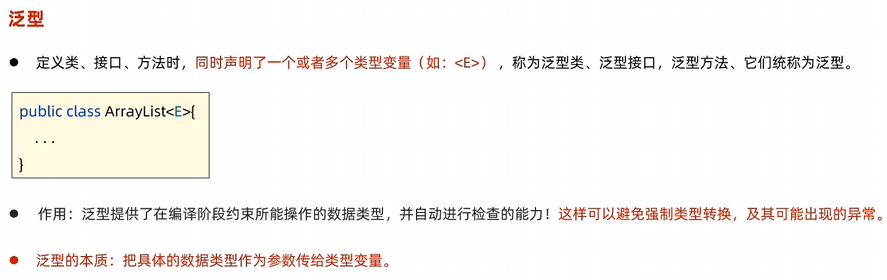 泛型
● 定义类、接口、方法时，同时声明了一个或者多个类型变量（如：<E>），称为泛型类、泛型接口，泛型方法、它们统称为泛型。
public class ArrayList<E>{
. . .
}
● 作用：泛型提供了在编译阶段约束所能操作的数据类型，并自动进行检查的能力！这样可以避免强制类型转换，及其可能出现的异常。
● 泛型的本质：把具体的数据类型作为参数传给类型变量。